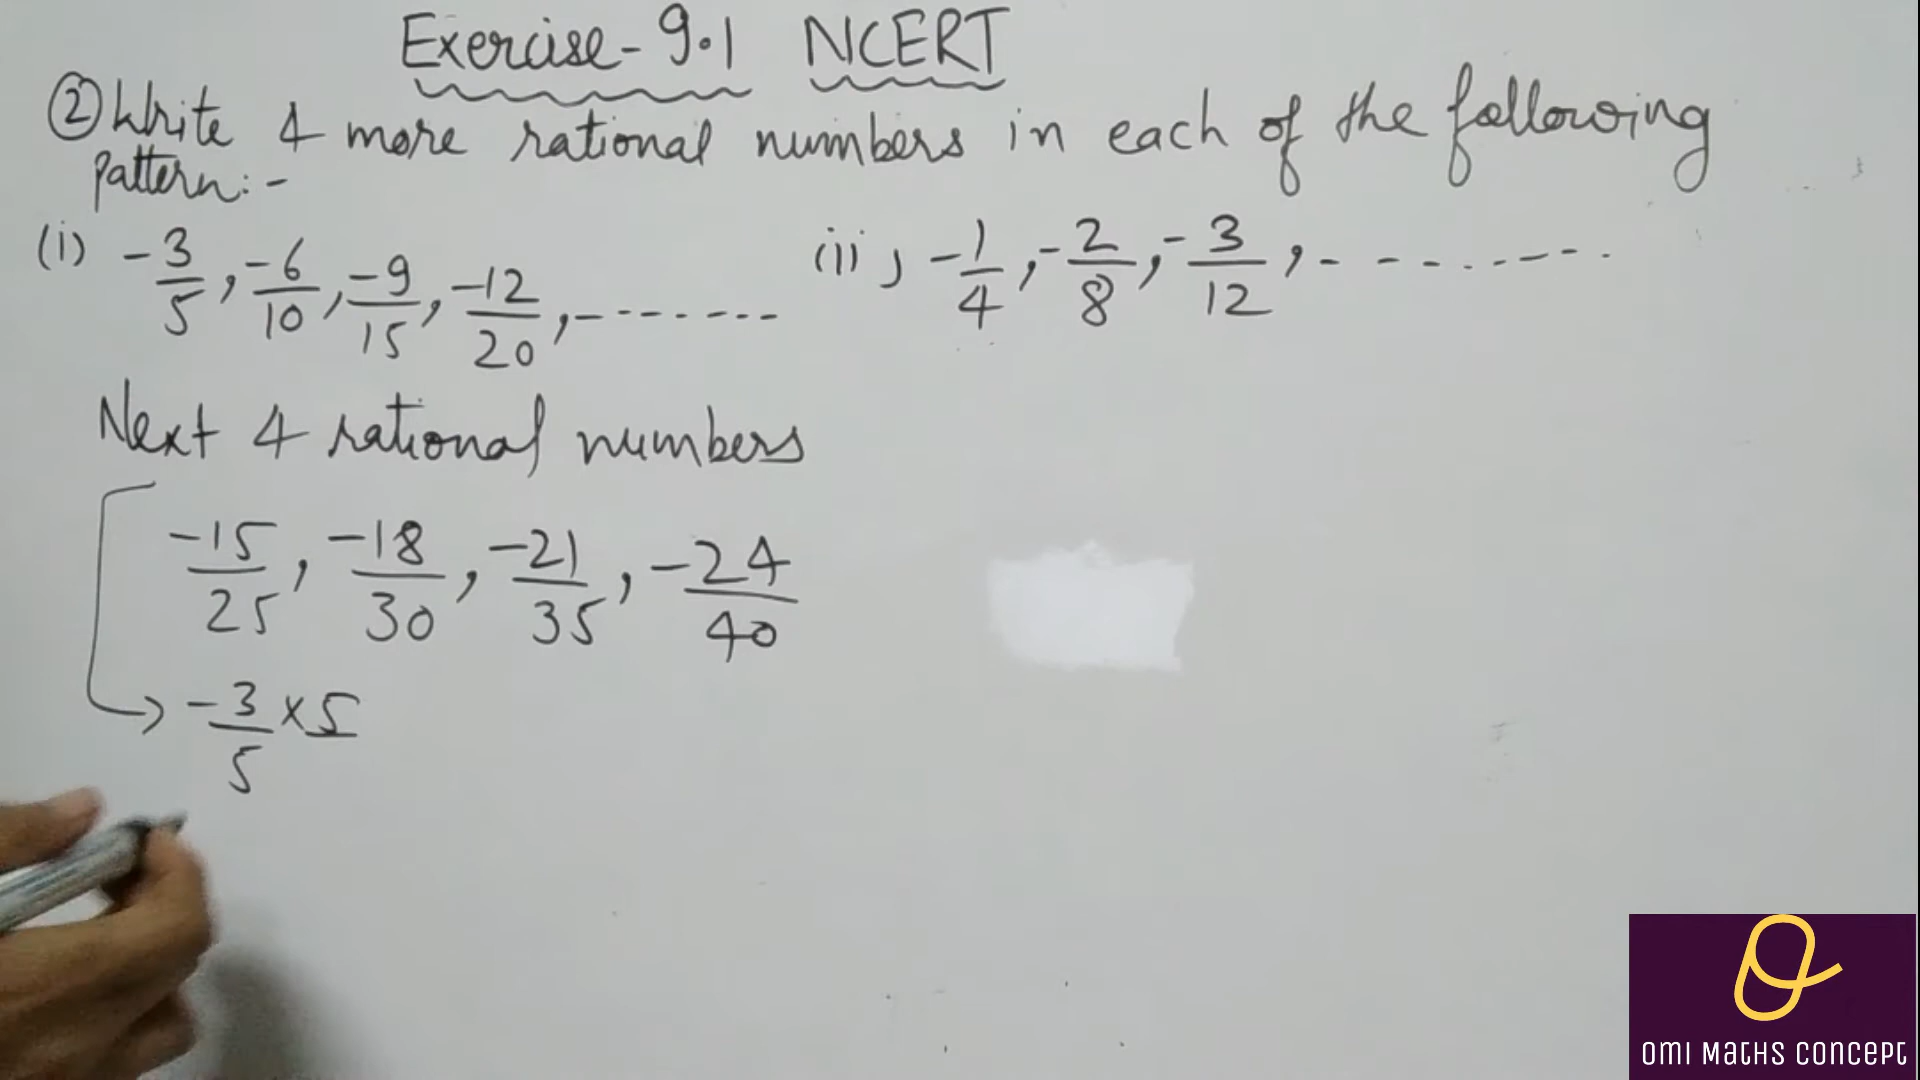 Exercise-9.1 NCERT
② Write 4 more rational numbers in each of the following
Pattern:-
(i) -3/5, -6/10, -9/15, -12/20, -------
(ii), -1/4, -2/8, -3/12, ---------
Next 4 rational numbers
-15/25, -18/30, -21/35, -24/40
→ -3/5 × 5
OMI MATHS CONCEPT